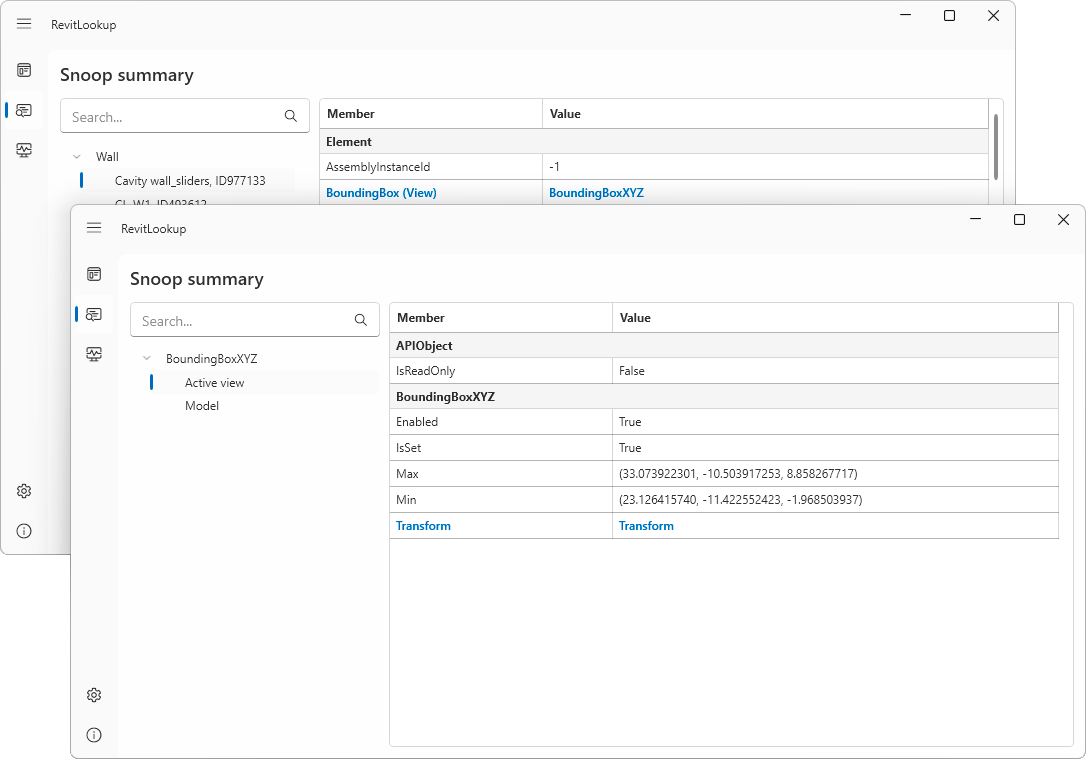 RevitLookup
Snoop summary
Search...
Member Value
Element
Wall
AssemblyInstanceId -1
Cavity wall_sliders, ID977133
BoundingBox (View) BoundingBoxXYZ
RevitLookup
Snoop summary
Search...
Member Value
APIObject
BoundingBoxXYZ
IsReadOnly False
Active view
BoundingBoxXYZ
Model
Enabled True
IsSet True
Max (33.073922301, -10.503917253, 8.858267717)
Min (23.126415740, -11.422552423, -1.968503937)
Transform Transform